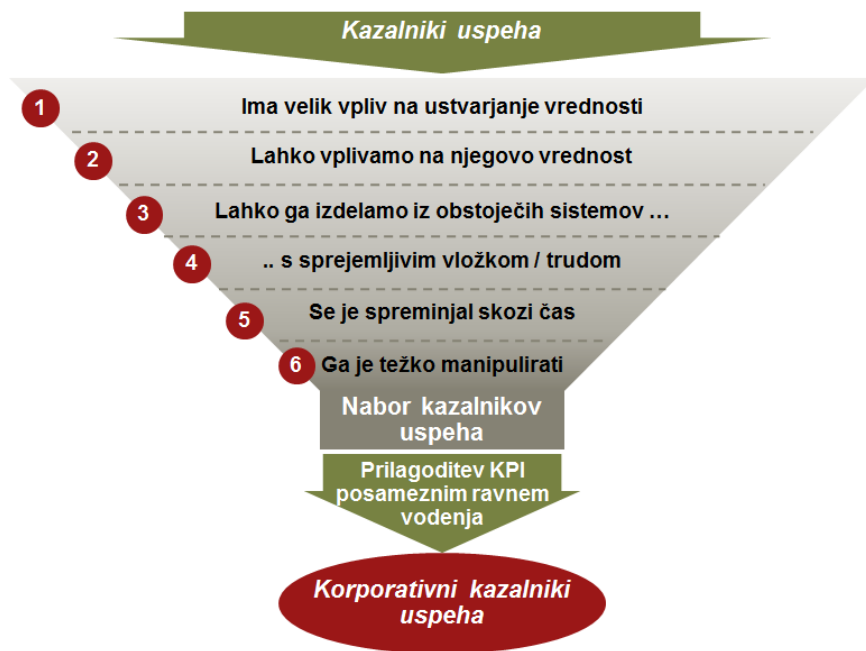 Kazalniki uspeha
1 Ima velik vpliv na ustvarjanje vrednosti
2 Lahko vplivamo na njegovo vrednost
3 Lahko ga izdelamo iz obstoječih sistemov ...
4 .. s sprejemljivim vložkom / trudom
5 Se je spreminjal skozi čas
6 Ga je težko manipulirati
Nabor kazalnikov
uspeha
Prilagoditev KPI
posameznim ravnem
vodenja
Korporativni kazalniki
uspeha